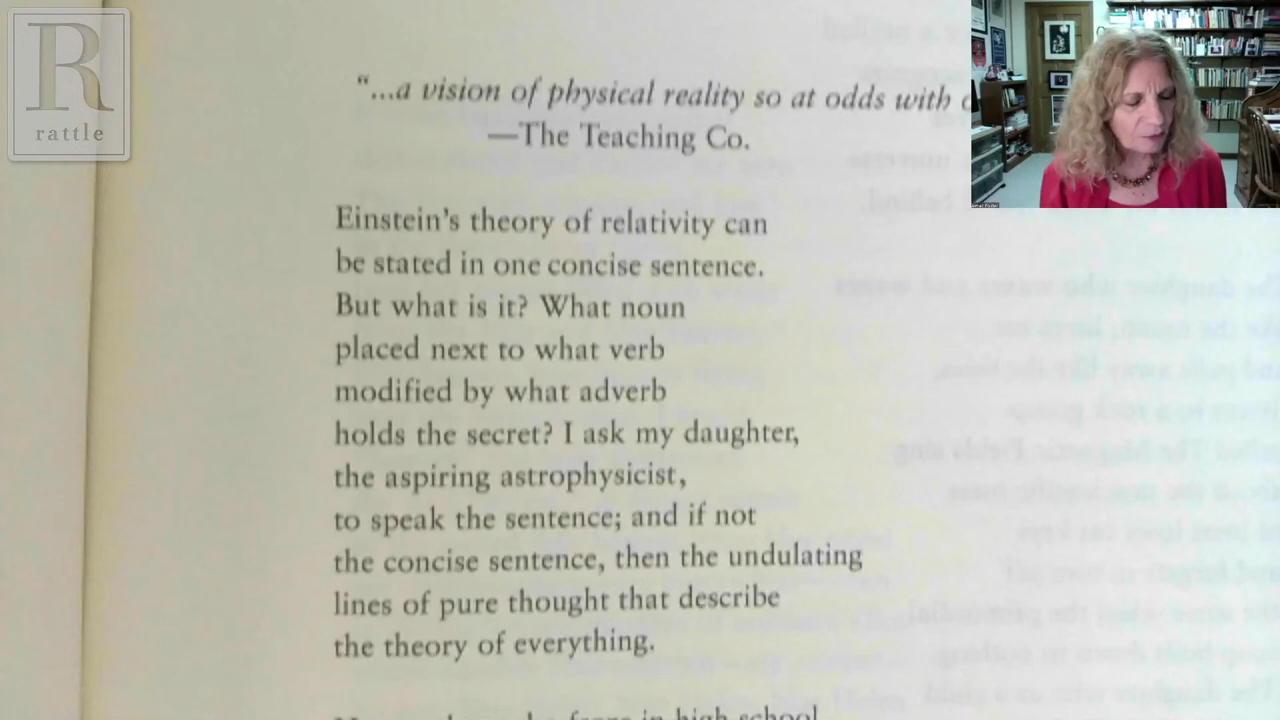 R
rattle
"...a vision of physical reality so at odds with
—The Teaching Co.
Einstein's theory of relativity can
be stated in one concise sentence.
But what is it? What noun
placed next to what verb
modified by what adverb
holds the secret? I ask my daughter,
the aspiring astrophysicist,
to speak the sentence; and if not
the concise sentence, then the undulating
lines of pure thought that describe
the theory of everything.
in high school